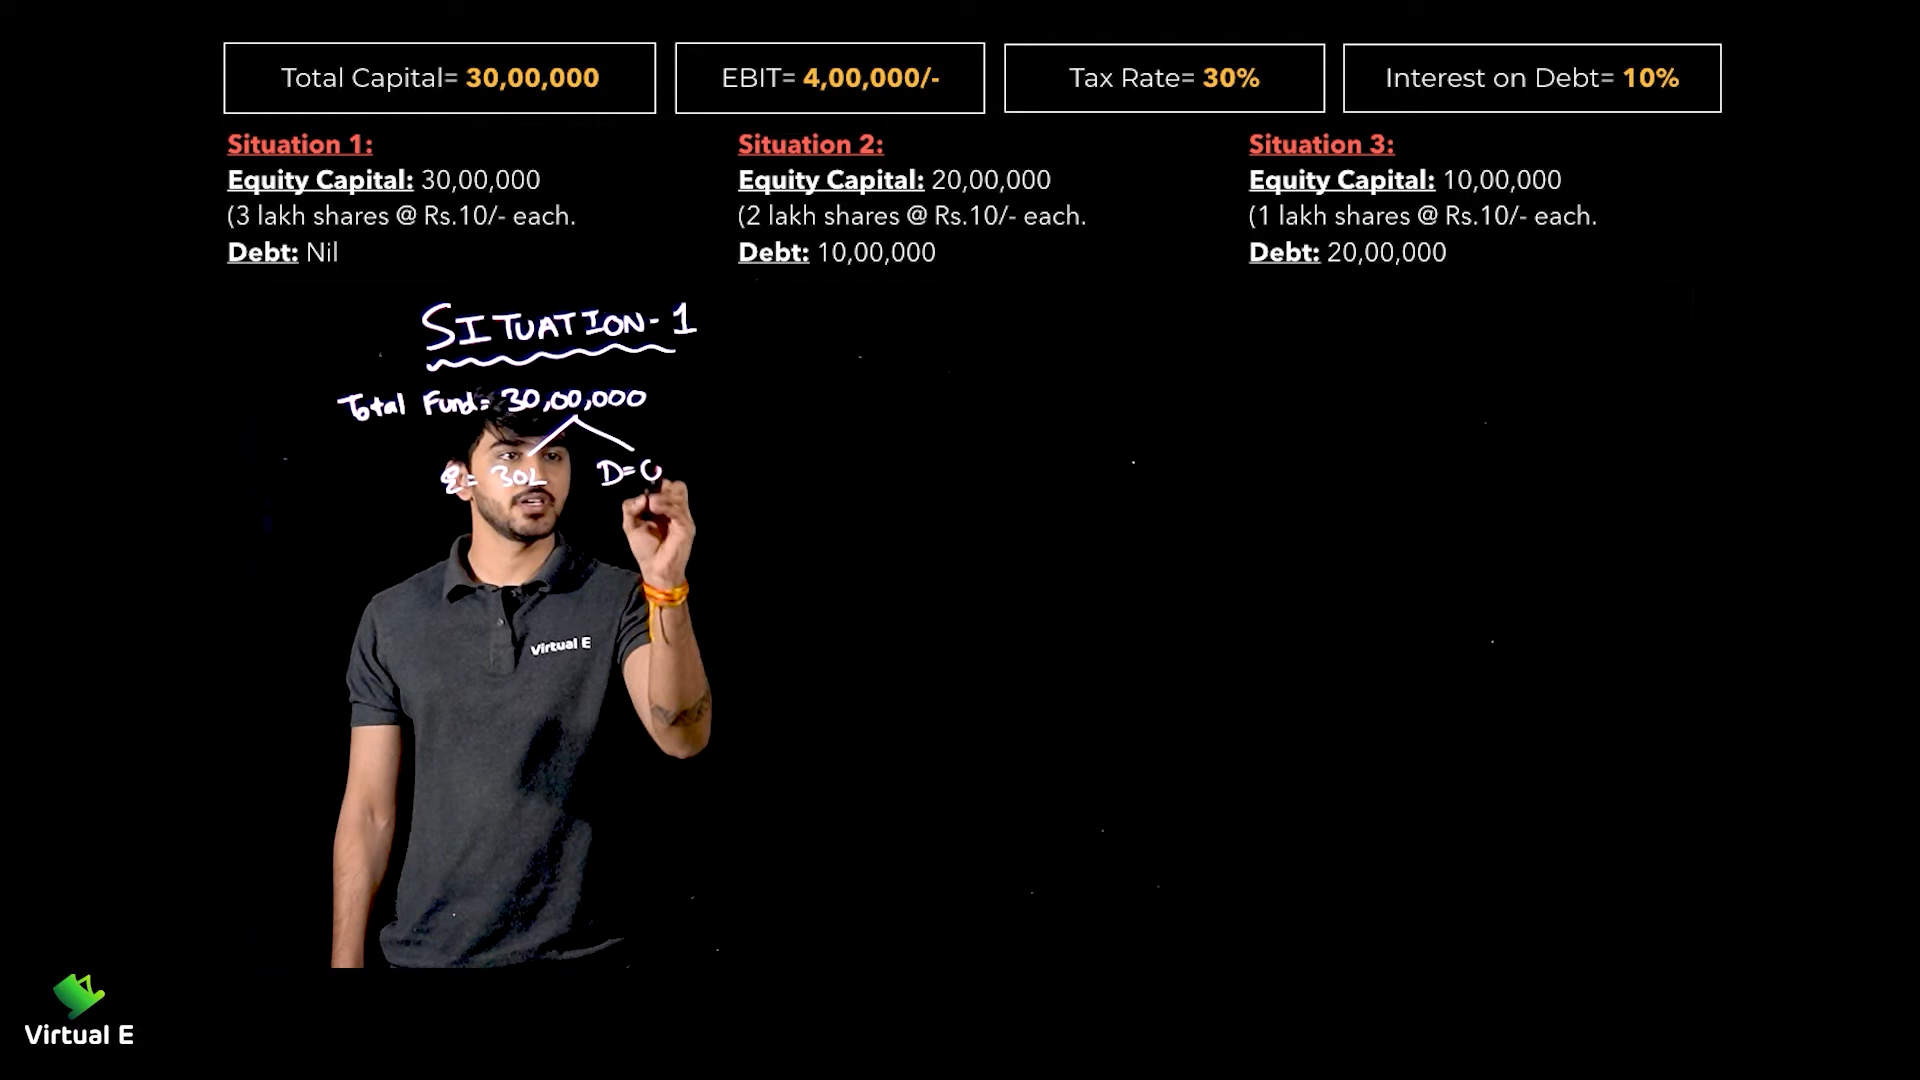 Total Capital= 30,00,000
EBIT= 4,00,000/-
Tax Rate= 30%
Interest on Debt= 10%
Situation 1:
Equity Capital: 30,00,000
(3 lakh shares @ Rs.10/- each.
Debt: Nil
Situation 2:
Equity Capital: 20,00,000
(2 lakh shares @ Rs.10/- each.
Debt: 10,00,000
Situation 3:
Equity Capital: 10,00,000
(1 lakh shares @ Rs.10/- each.
Debt: 20,00,000
SITUATION-1
Total Fund= 30,00,000
E= 30L D=0
Virtual E
Virtual E